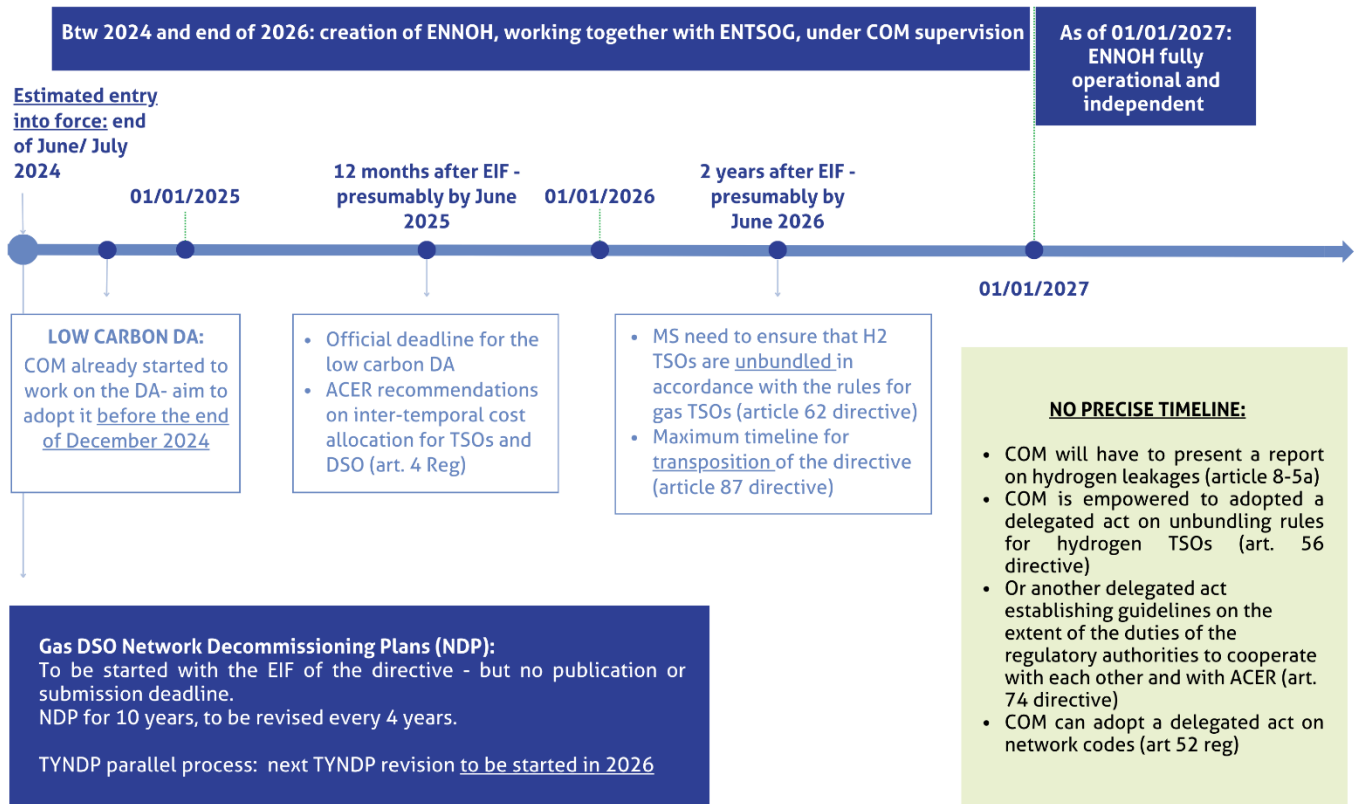 Btw 2024 and end of 2026: creation of ENNOH, working together with ENTSOG, under COM supervision
As of 01/01/2027:
ENNOH fully
operational and
independent
Estimated entry
into force: end
of June/ July
2024
01/01/2025
12 months after EIF -
presumably by June
2025
01/01/2026
2 years after EIF -
presumably by
June 2026
01/01/2027
LOW CARBON DA:
COM already started to
work on the DA- aim to
adopt it before the end
of December 2024
• Official deadline for the
low carbon DA
• ACER recommendations
on inter-temporal cost
allocation for TSOs and
DSO (art. 4 Reg)
• MS need to ensure that H2
TSOs are unbundled in
accordance with the rules for
gas TSOs (article 62 directive)
• Maximum timeline for
transposition of the directive
(article 87 directive)
NO PRECISE TIMELINE:
• COM will have to present a report
on hydrogen leakages (article 8-5a)
• COM is empowered to adopted a
delegated act on unbundling rules
for hydrogen TSOs (art. 56
directive)
• Or another delegated act
establishing guidelines on the
extent of the duties of the
regulatory authorities to cooperate
with each other and with ACER (art.
74 directive)
• COM can adopt a delegated act on
network codes (art 52 reg)
Gas DSO Network Decommissioning Plans (NDP):
To be started with the EIF of the directive - but no publication or
submission deadline.
NDP for 10 years, to be revised every 4 years.
TYNDP parallel process: next TYNDP revision to be started in 2026